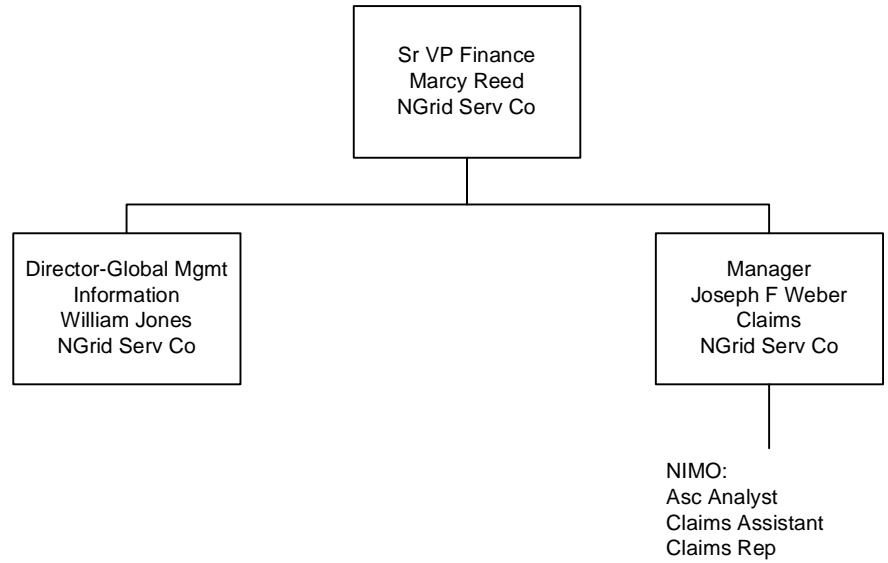 Sr VP Finance
Marcy Reed
NGrid Serv Co
Director-Global Mgmt
Information
William Jones
NGrid Serv Co
Manager
Joseph F Weber
Claims
NGrid Serv Co
NIMO:
Asc Analyst
Claims Assistant
Claims Rep